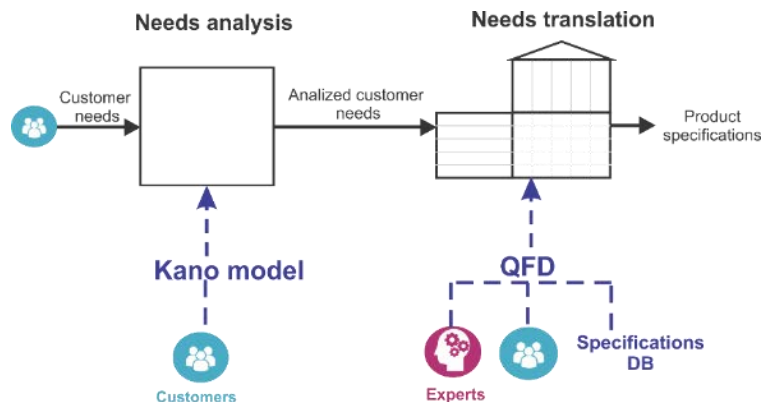 Needs analysis
Needs translation
Customer
needs
Analized customer
needs
Product
specifications
Kano model
QFD
Specifications
DB
Customers
Experts